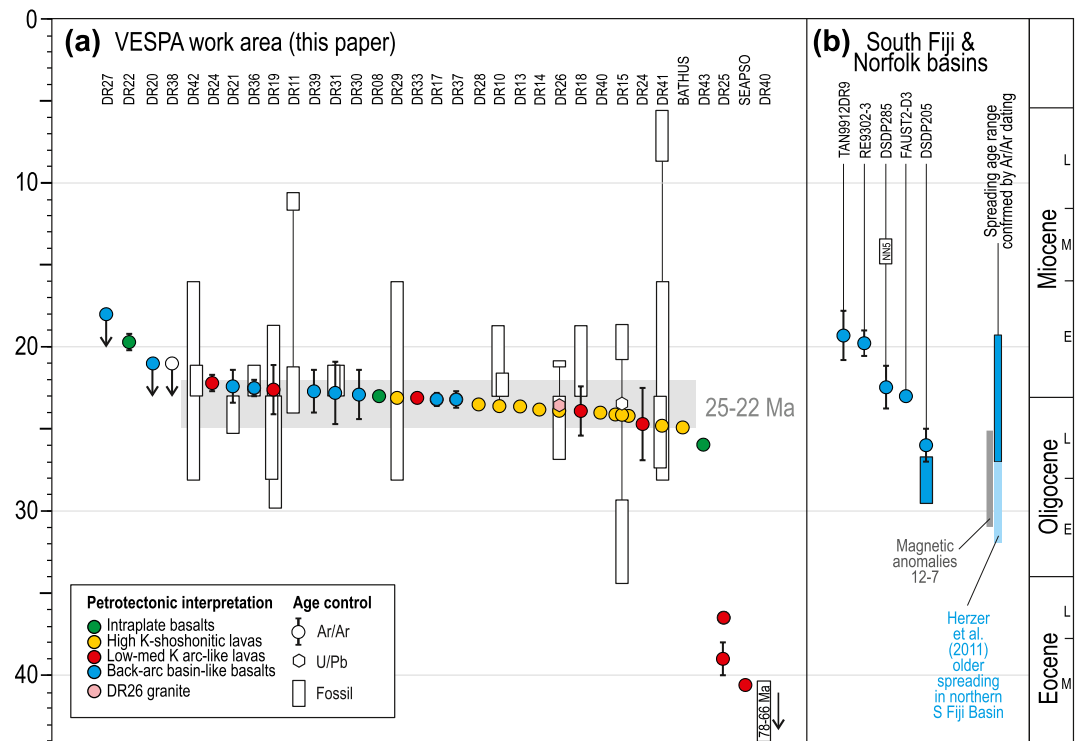 (a) VESPA work area (this paper)
0
10
20
30
40
DR27
DR22
DR20
DR38
DR42
DR24
DR21
DR36
DR19
DR11
DR39
DR31
DR30
DR08
DR29
DR33
DR17
DR37
DR28
DR10
DR13
DR14
DR26
DR18
DR40
DR15
DR24
DR41
BATHUS
DR43
DR25
SEAPSO
DR40
25-22 Ma
78-66 Ma
Petrotectonic interpretation
Intraplate basalts
High K-shoshonitic lavas
Low-med K arc-like lavas
Back-arc basin-like basalts
DR26 granite
Age control
Ar/Ar
U/Pb
Fossil
(b) South Fiji &
Norfolk basins
TAN9912DR9
RE9302-3
DSDP285
FAUST2-D3
DSDP205
NN5
Spreading age range
confrmed by Ar/Ar dating
Magnetic
anomalies
12-7
Herzer
et al.
(2011)
older
spreading
in northern
S Fiji Basin
Miocene
L
M
E
Oligocene
L
E
Eocene
L
M